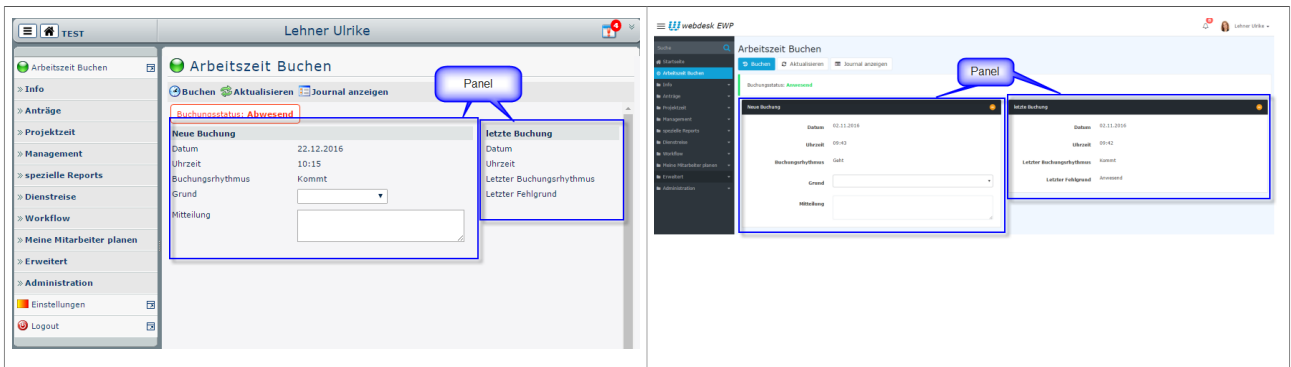 TEST
Lehner Ulrike
4
Arbeitszeit Buchen
» Info
» Anträge
» Projektzeit
» Management
» spezielle Reports
» Dienstreise
» Workflow
» Meine Mitarbeiter planen
» Erweitert
» Administration
Einstellungen
Logout
Arbeitszeit Buchen
Buchen Aktualisieren Journal anzeigen
Panel
Buchungsstatus: Abwesend
Neue Buchung
Datum 22.12.2016
Uhrzeit 10:15
Buchungsrhythmus Kommt
Grund
Mitteilung
letzte Buchung
Datum
Uhrzeit
Letzter Buchungsrhythmus
Letzter Fehlgrund
webdesk EWP
Lehner Ulrike
Suche
Startseite
Arbeitszeit Buchen
Info
Anträge
Projektzeit
Management
spezielle Reports
Dienstreise
Workflow
Meine Mitarbeiter planen
Erweitert
Administration
Arbeitszeit Buchen
Buchen Aktualisieren Journal anzeigen
Panel
Buchungsstatus: Anwesend
Neue Buchung
Datum 02.11.2016
Uhrzeit 09:43
Buchungsrhythmus Geht
Grund
Mitteilung
letzte Buchung
Datum 02.11.2016
Uhrzeit 09:42
Letzter Buchungsrhythmus Kommt
Letzter Fehlgrund Anwesend